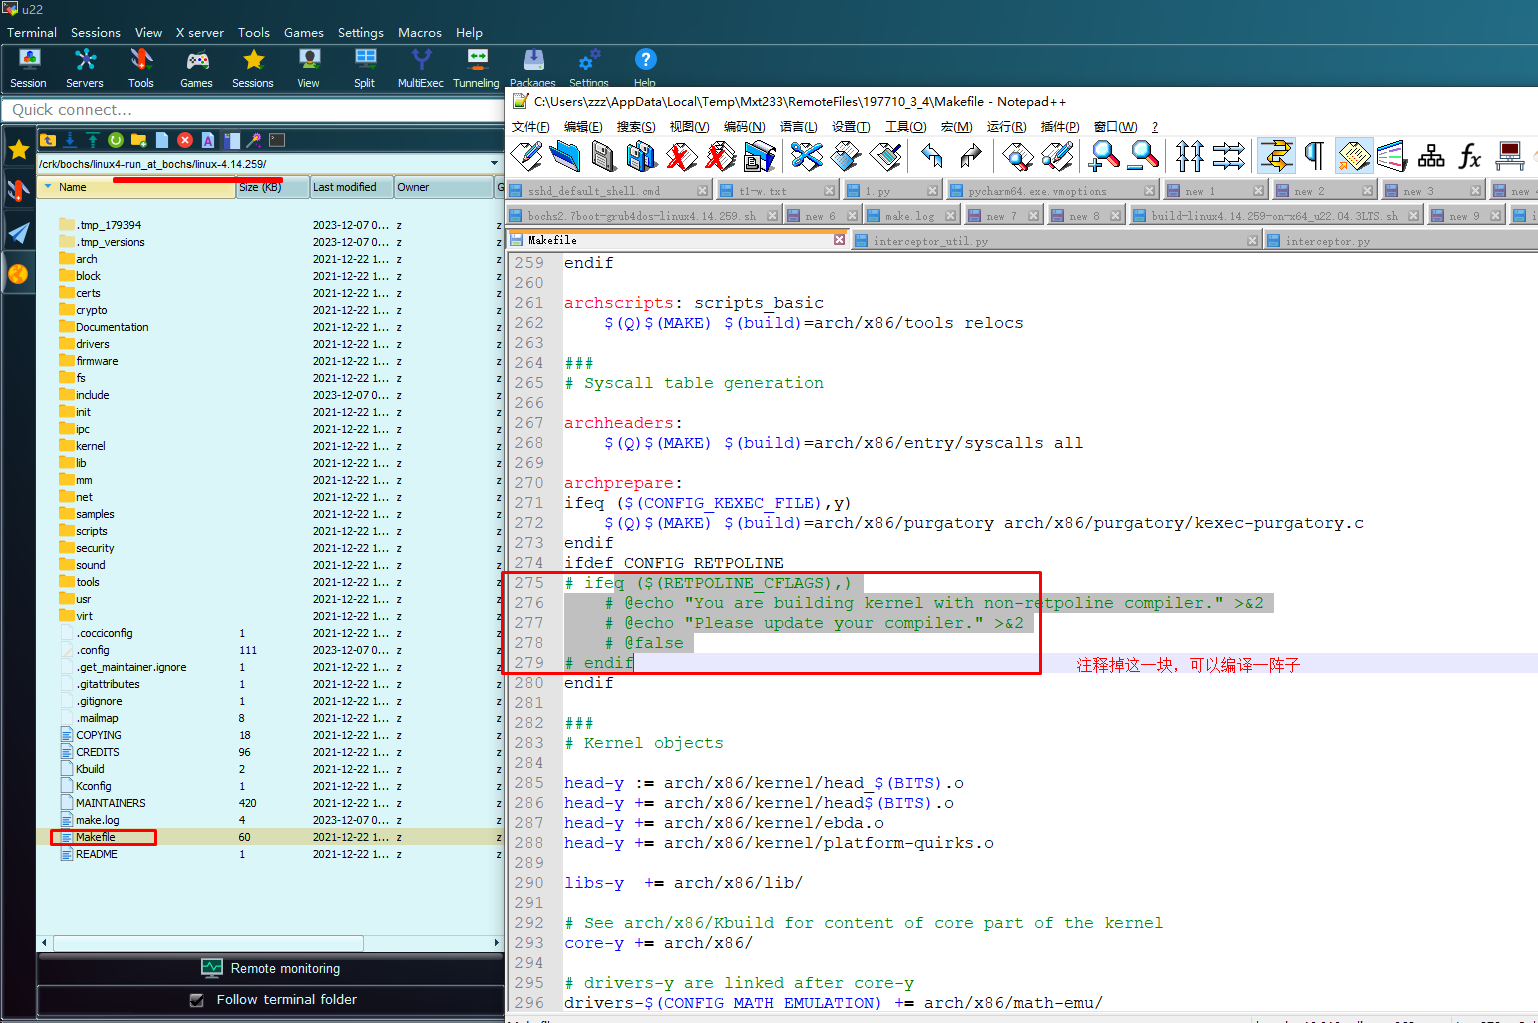 u22
Terminal Sessions View X server Tools Games Settings Macros Help
Session Servers Tools Games Sessions View Split MultiExec Tunneling Packages Settings Help
Quick connect...
/crk/bochs/linux4-run_at_bochs/linux-4.14.259/
Name Size (KB) Last modified Owner G
.tmp_179394 2023-12-07 0... z z
.tmp_versions 2023-12-07 0... z z
arch 2021-12-22 1... z z
block 2021-12-22 1... z z
certs 2021-12-22 1... z z
crypto 2021-12-22 1... z z
Documentation 2021-12-22 1... z z
drivers 2021-12-22 1... z z
firmware 2021-12-22 1... z z
fs 2021-12-22 1... z z
include 2023-12-07 0... z z
init 2021-12-22 1... z z
ipc 2021-12-22 1... z z
kernel 2021-12-22 1... z z
lib 2021-12-22 1... z z
mm 2021-12-22 1... z z
net 2021-12-22 1... z z
samples 2021-12-22 1... z z
scripts 2021-12-22 1... z z
security 2021-12-22 1... z z
sound 2021-12-22 1... z z
tools 2021-12-22 1... z z
usr 2021-12-22 1... z z
virt 2021-12-22 1... z z
.cocciconfig 1 2021-12-22 1... z z
.config 111 2023-12-07 0... z z
.get_maintainer.ignore 1 2021-12-22 1... z z
.gitattributes 1 2021-12-22 1... z z
.gitignore 1 2021-12-22 1... z z
.mailmap 8 2021-12-22 1... z z
COPYING 18 2021-12-22 1... z z
CREDITS 96 2021-12-22 1... z z
Kbuild 2 2021-12-22 1... z z
Kconfig 1 2021-12-22 1... z z
MAINTAINERS 420 2021-12-22 1... z z
make.log 4 2023-12-07 0... z z
Makefile 60 2021-12-22 1... z z
README 1 2021-12-22 1... z z
Remote monitoring
Follow terminal folder
C:\Users\zzz\AppData\Local\Temp\Mxt233\RemoteFiles\197710_3_4\Makefile - Notepad++
文件(F) 编辑(E) 搜索(S) 视图(V) 编码(N) 语言(L) 设置(T) 工具(O) 宏(M) 运行(R) 插件(P) 窗口(W) ?
sshd_default_shell.cmd t1-w.txt 1.py pycharm64.exe.vmoptions new 1 new 2 new 3 new
bochs2.7boot-grub4dos-linux4.14.259.sh new 6 make.log new 7 new 8 build-linux4.14.259-on-x64_u22.04.3LTS.sh new 9 i
Makefile interceptor_util.py interceptor.py
259 endif
260
261 archscripts: scripts_basic
262 $(Q)$(MAKE) $(build)=arch/x86/tools relocs
263
264 ###
265 # Syscall table generation
266
267 archheaders:
268 $(Q)$(MAKE) $(build)=arch/x86/entry/syscalls all
269
270 archprepare:
271 ifeq ($(CONFIG_KEXEC_FILE),y)
272 $(Q)$(MAKE) $(build)=arch/x86/purgatory arch/x86/purgatory/kexec-purgatory.c
273 endif
274 ifdef CONFIG_RETPOLINE
275 # ifeq ($(RETPOLINE_CFLAGS),)
276 # @echo "You are building kernel with non-retpoline compiler." >&2
277 # @echo "Please update your compiler." >&2
278 # @false
279 # endif
注释掉这一块，可以编译一阵子
280 endif
281
282 ###
283 # Kernel objects
284
285 head-y := arch/x86/kernel/head_$(BITS).o
286 head-y += arch/x86/kernel/head$(BITS).o
287 head-y += arch/x86/kernel/ebda.o
288 head-y += arch/x86/kernel/platform-quirks.o
289
290 libs-y += arch/x86/lib/
291
292 # See arch/x86/Kbuild for content of core part of the kernel
293 core-y += arch/x86/
294
295 # drivers-y are linked after core-y
296 drivers-$(CONFIG_MATH_EMULATION) += arch/x86/math-emu/